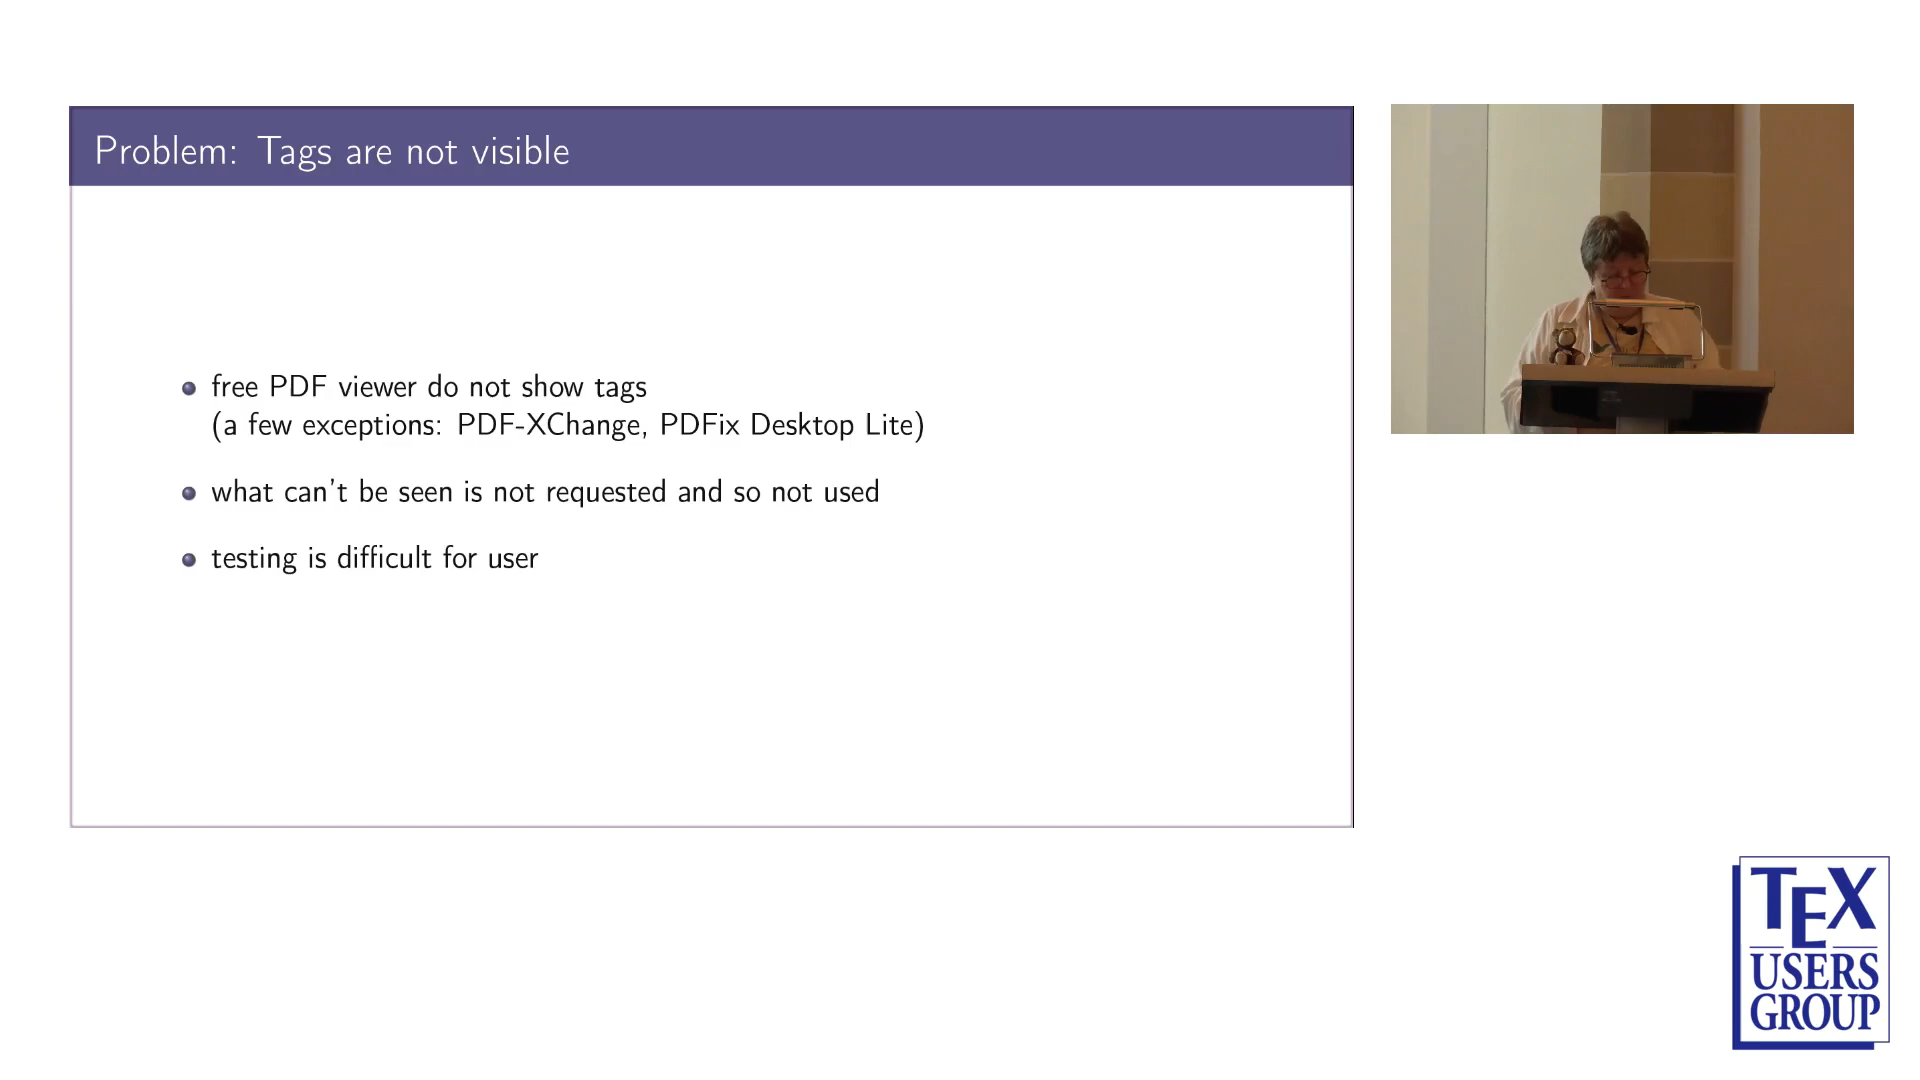 Problem: Tags are not visible
free PDF viewer do not show tags
(a few exceptions: PDF-XChange, PDFix Desktop Lite)
what can't be seen is not requested and so not used
testing is difficult for user
TEX
USERS
GROUP